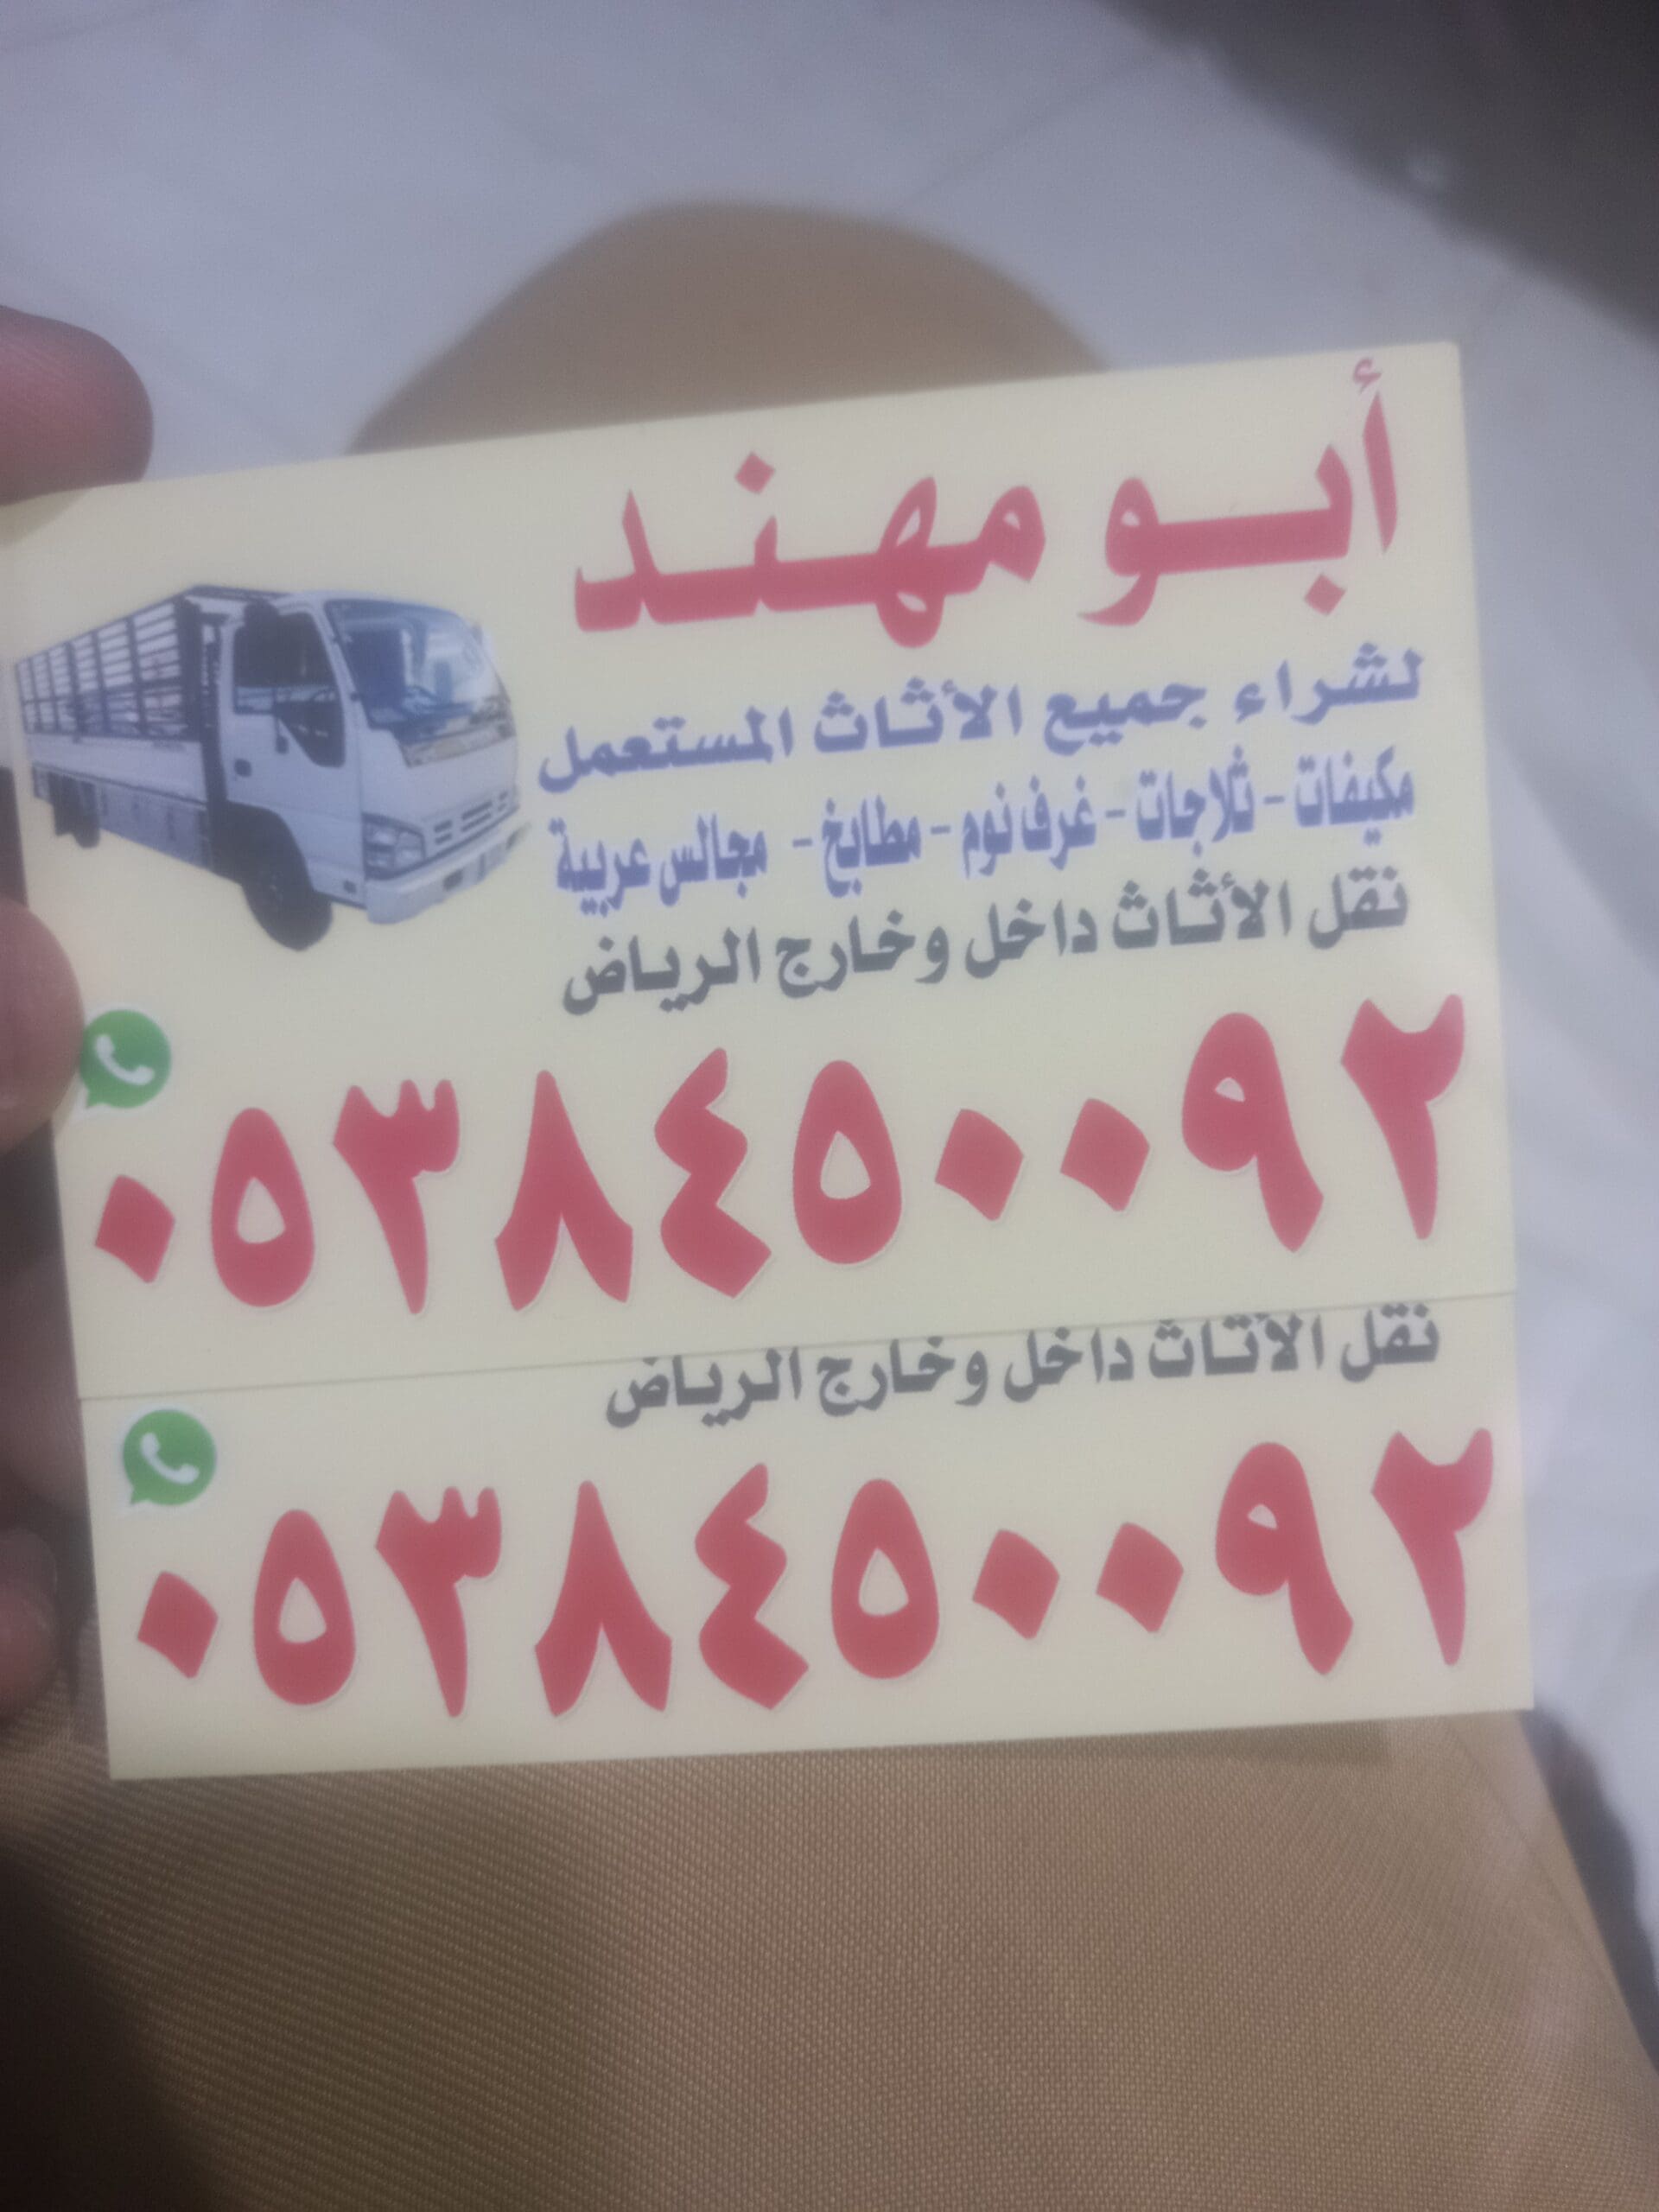 أبو مهند
لشراء جميع الأثاث المستعمل
مكيفات - ثلاجات - غرف نوم - مطابخ - مجالس عربية
نقل الأثاث داخل وخارج الرياض
٠٥٣٨٤٥٠٠٩٢
نقل الأثاث داخل وخارج الرياض
٠٥٣٨٤٥٠٠٩٢